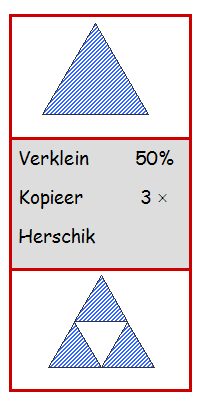 Verklein 50%
Kopieer 3 ×
Herschik